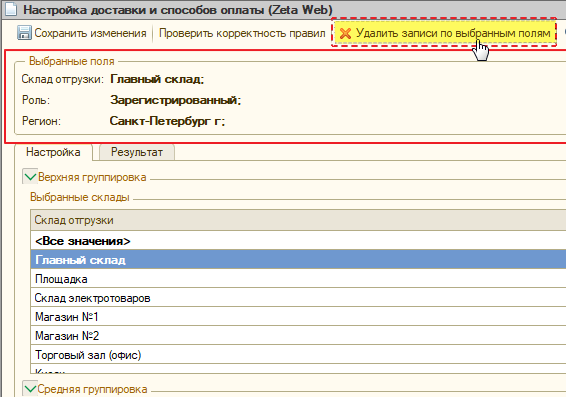 Настройка доставки и способов оплаты (Zeta Web)
Сохранить изменения Проверить корректность правил Удалить записи по выбранным полям
Выбранные поля
Склад отгрузки: Главный склад;
Роль: Зарегистрированный;
Регион: Санкт-Петербург г;
Настройка Результат
Верхняя группировка
Выбранные склады
Склад отгрузки
<Все значения>
Главный склад
Площадка
Склад электротоваров
Магазин №1
Магазин №2
Торговый зал (офис)
Средняя группировка